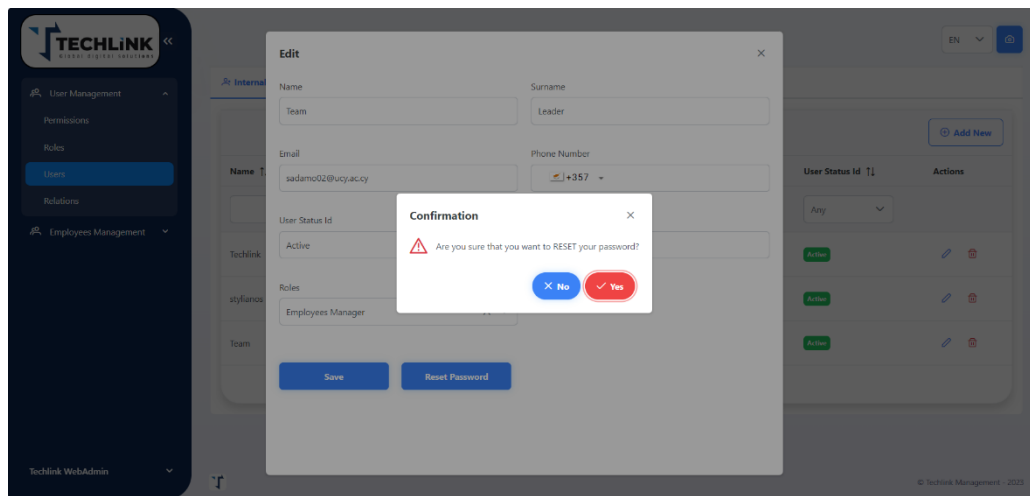 TECHLiNK
Global Digital Solutions
EN
Edit
Name
Surname
Internal
User Management
Team
Leader
Permissions
Add New
Roles
Email
Phone Number
Users
Name
sadamo02@ucy.ac.cy
+357
User Status Id
Actions
Relations
Confirmation
User Status Id
Any
Employees Management
Active
Are you sure that you want to RESET your password?
Techlink
Active
No
Yes
Roles
stylianos
Employees Manager
Active
Team
Active
Save
Reset Password
Techlink WebAdmin
© Techlink Management - 2023